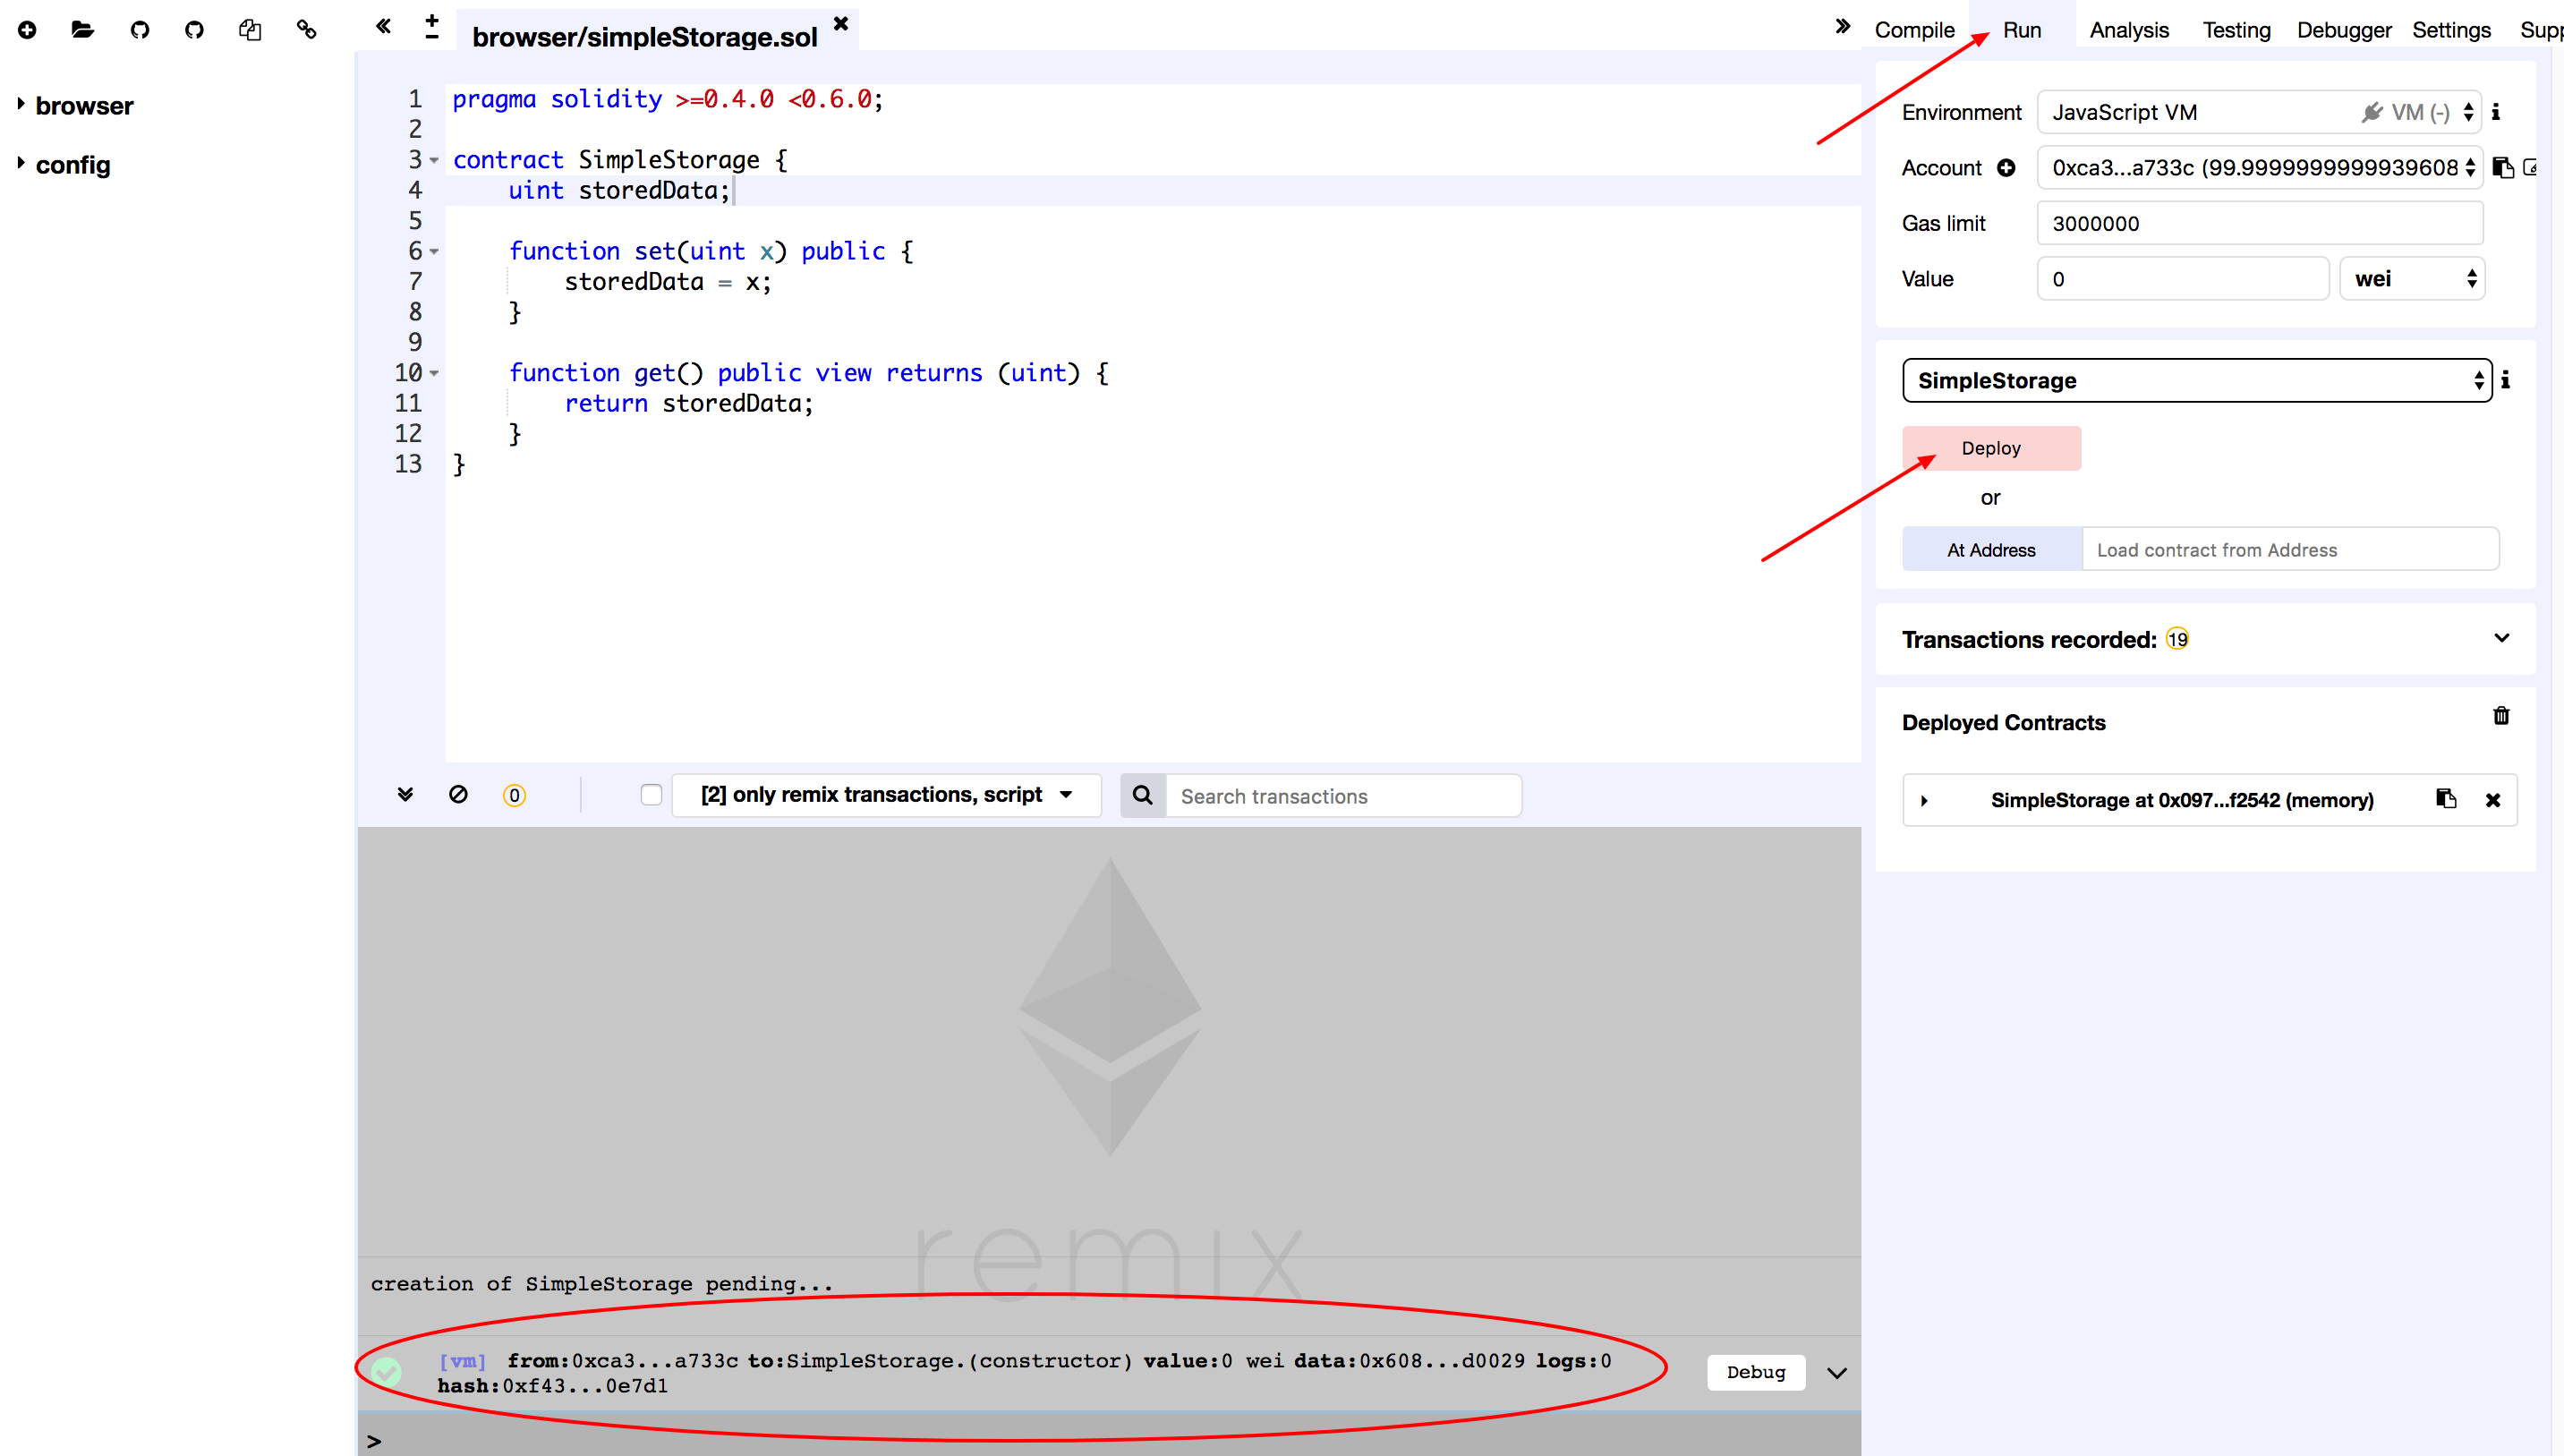 browser/simpleStorage.sol
Compile Run Analysis Testing Debugger Settings Supp
browser
config
1 pragma solidity >=0.4.0 <0.6.0;
2
3 contract SimpleStorage {
4 uint storedData;
5
6 function set(uint x) public {
7 storedData = x;
8 }
9
10 function get() public view returns (uint) {
11 return storedData;
12 }
13 }
Environment JavaScript VM VM (-)
Account 0xca3...a733c (99.9999999999939608
Gas limit 3000000
Value 0 wei
SimpleStorage
Deploy
or
At Address Load contract from Address
Transactions recorded: 19
Deployed Contracts
SimpleStorage at 0x097...f2542 (memory)
0 [2] only remix transactions, script Search transactions
remix
creation of SimpleStorage pending...
[vm] from:0xca3...a733c to:SimpleStorage.(constructor) value:0 wei data:0x608...d0029 logs:0
hash:0xf43...0e7d1
Debug
>